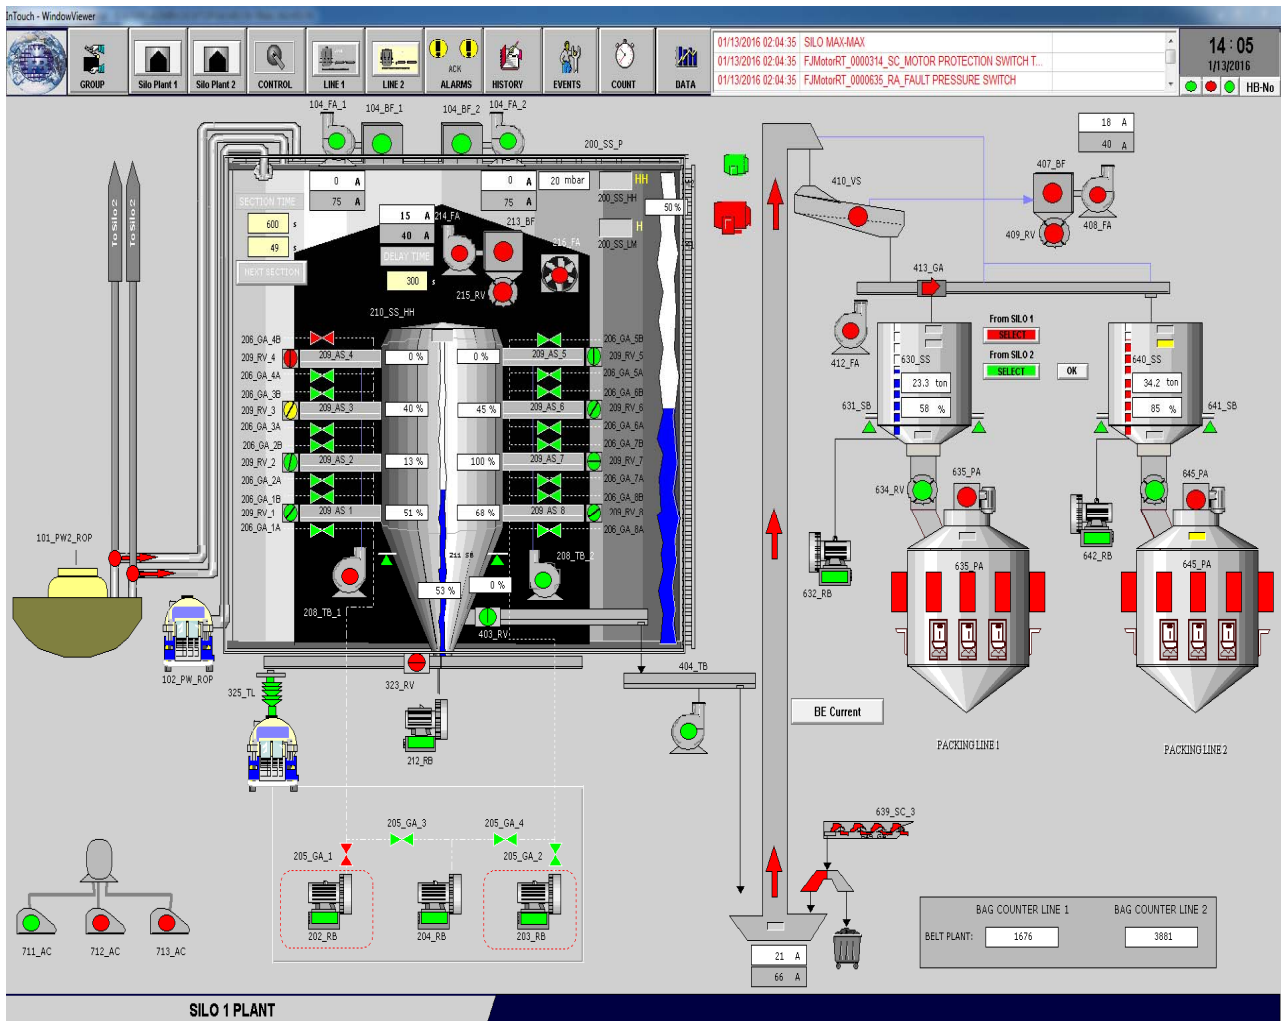 InTouch - WindowViewer
GROUP
Silo Plant 1
Silo Plant 2
CONTROL
LINE 1
LINE 2
ACK
ALARMS
HISTORY
EVENTS
COUNT
DATA
01/13/2016 02:04:35 SILO MAX-MAX
01/13/2016 02:04:35 FJMotorRT_0000314_SC_MOTOR PROTECTION SWITCH T...
01/13/2016 02:04:35 FJMotorRT_0000635_RA_FAULT PRESSURE SWITCH
14 : 05
1/13/2016
HB-No
104_FA_1
104_BF_1
104_BF_2
104_FA_2
200_SS_P
0 A
75 A
0 A
75 A
20 mbar
HH
200_SS_HH
50 %
H
200_SS_LM
SECTION TIME
600 s
49 s
NEXT SECTION
15 A
40 A
DELAY TIME
300 s
214_FA
213_BF
216_FA
215_RV
210_SS_HH
To Silo 2
To Silo 2
206_GA_4B
209_RV_4
209_AS_4
0 %
206_GA_4A
206_GA_3B
209_RV_3
209_AS_3
40 %
206_GA_3A
206_GA_2B
209_RV_2
209_AS_2
13 %
206_GA_2A
206_GA_1B
209_RV_1
209 AS 1
51 %
206_GA_1A
0 %
209_AS_5
206_GA_5B
209_RV_5
206_GA_5A
206_GA_6B
45 %
209_AS_6
209_RV_6
206_GA_6A
206_GA_7B
100 %
209_AS_7
209_RV_7
206_GA_7A
206_GA_8B
68 %
209 AS 8
209_RV_8
206_GA_8A
211 SB
53 %
0 %
208_TB_1
208_TB_2
403_RV
101_PW2_ROP
102_PW_ROP
325_TL
323_RV
212_RB
404_TB
205_GA_3
205_GA_4
205_GA_1
205_GA_2
202_RB
204_RB
203_RB
711_AC
712_AC
713_AC
18 A
40 A
410_VS
407_BF
408_FA
409_RV
413_GA
412_FA
From SILO 1
SELECT
From SILO 2
SELECT
OK
630_SS
23.3 ton
58 %
631_SB
640_SS
34.2 ton
85 %
641_SB
634_RV
635_PA
645_PA
632_RB
642_RB
635_PA
645_PA
PACKING LINE 1
PACKING LINE 2
BE Current
639_SC_3
21 A
66 A
BAG COUNTER LINE 1
BAG COUNTER LINE 2
BELT PLANT:
1676
3881
SILO 1 PLANT